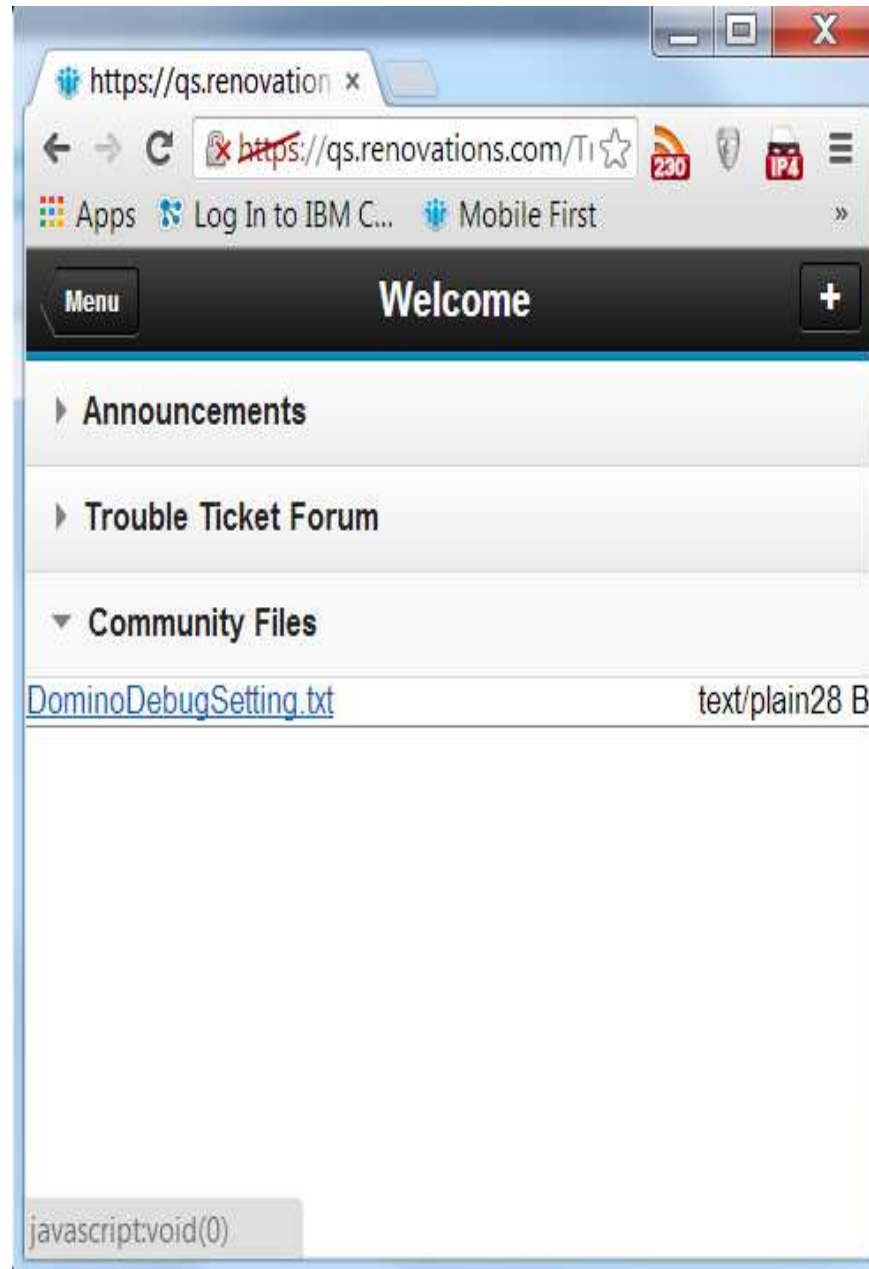 X
https://qs.renovation ×
https://qs.renovations.com/Tr 230 IP4
Apps Log In to IBM C... Mobile First »
Menu Welcome +
Announcements
Trouble Ticket Forum
Community Files
DominoDebugSetting.txt text/plain28 B
javascript:void(0)